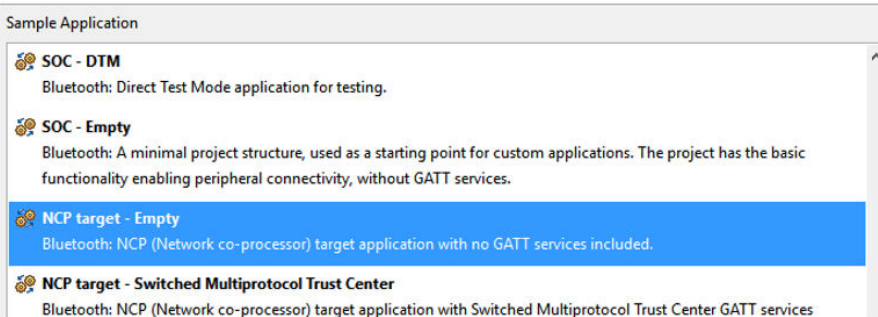 Sample Application
SOC - DTM
Bluetooth: Direct Test Mode application for testing.
SOC - Empty
Bluetooth: A minimal project structure, used as a starting point for custom applications. The project has the basic
functionality enabling peripheral connectivity, without GATT services.
NCP target - Empty
Bluetooth: NCP (Network co-processor) target application with no GATT services included.
NCP target - Switched Multiprotocol Trust Center
Bluetooth: NCP (Network co-processor) target application with Switched Multiprotocol Trust Center GATT services